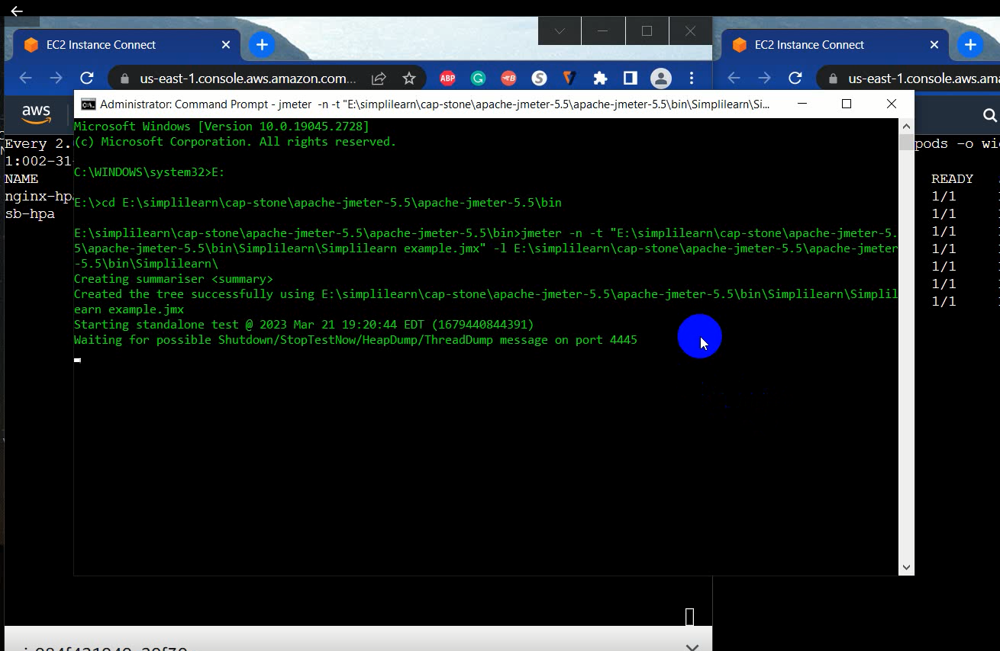 EC2 Instance Connect
EC2 Instance Connect
us-east-1.console.aws.amazon.com...
ABP
us-east-1.console.aws.ama
aws
Administrator: Command Prompt - jmeter -n -t "E:\simplilearn\cap-stone\apache-jmeter-5.5\apache-jmeter-5.5\bin\Simplilearn\Si...
Microsoft Windows [Version 10.0.19045.2728]
(c) Microsoft Corporation. All rights reserved.
C:\WINDOWS\system32>E:
E:\>cd E:\simplilearn\cap-stone\apache-jmeter-5.5\apache-jmeter-5.5\bin
E:\simplilearn\cap-stone\apache-jmeter-5.5\apache-jmeter-5.5\bin>jmeter -n -t "E:\simplilearn\cap-stone\apache-jmeter-5.
5\apache-jmeter-5.5\bin\Simplilearn\Simplilearn example.jmx" -l E:\simplilearn\cap-stone\apache-jmeter-5.5\apache-jmeter
-5.5\bin\Simplilearn\
Creating summariser <summary>
Created the tree successfully using E:\simplilearn\cap-stone\apache-jmeter-5.5\apache-jmeter-5.5\bin\Simplilearn\Simplil
earn example.jmx
Starting standalone test @ 2023 Mar 21 19:20:44 EDT (1679440844391)
Waiting for possible Shutdown/StopTestNow/HeapDump/ThreadDump message on port 4445
Every 2.
1:002-31-
NAME
nginx-hp
sb-hpa
pods -o wi
READY
1/1
1/1
1/1
1/1
1/1
1/1
1/1